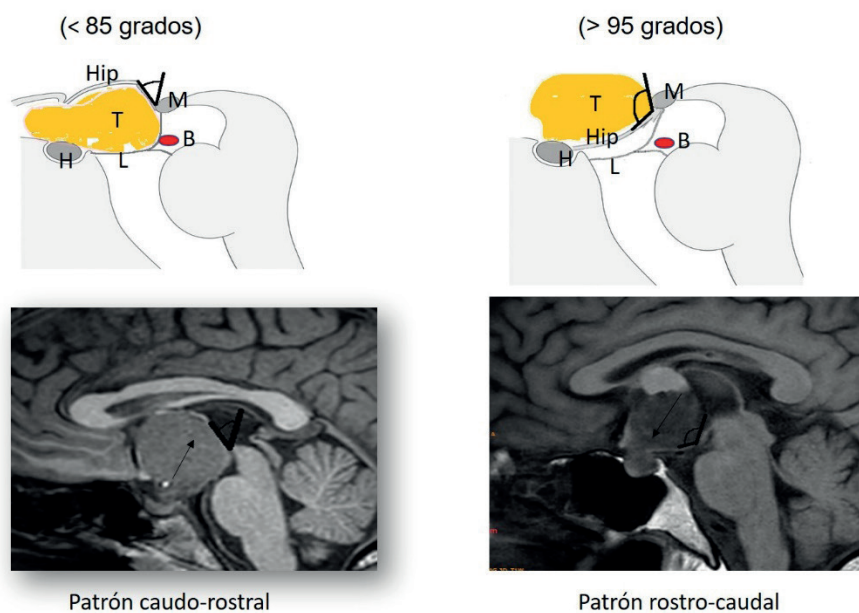 (< 85 grados)
(> 95 grados)
Hip
M
T
B
H
L
T
M
Hip
B
H
L
Patrón caudo-rostral
Patrón rostro-caudal